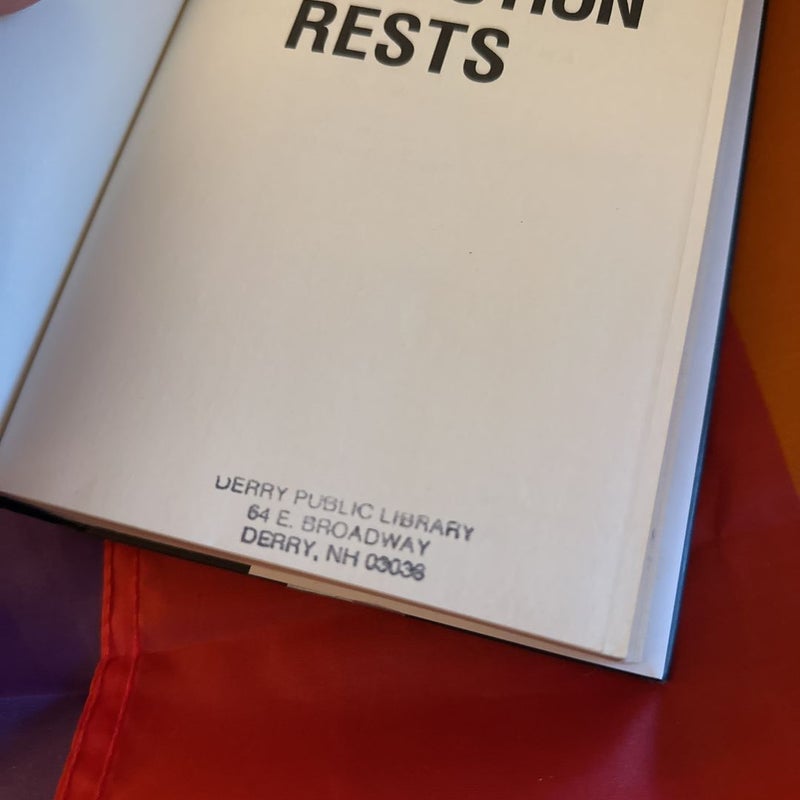 RESTS
DERRY PUBLIC LIBRARY
64 E. BROADWAY
DERRY, NH 03038